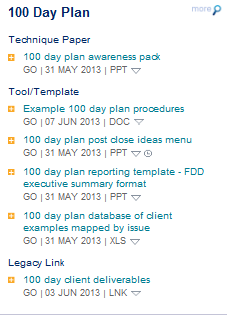 100 Day Plan
more
Technique Paper
100 day plan awareness pack
GO | 31 MAY 2013 | PPT
Tool/Template
Example 100 day plan procedures
GO | 07 JUN 2013 | DOC
100 day plan post close ideas menu
GO | 31 MAY 2013 | PPT
100 day plan reporting template - FDD
executive summary format
GO | 31 MAY 2013 | PPT
100 day plan database of client
examples mapped by issue
GO | 31 MAY 2013 | XLS
Legacy Link
100 day client deliverables
GO | 03 JUN 2013 | LNK